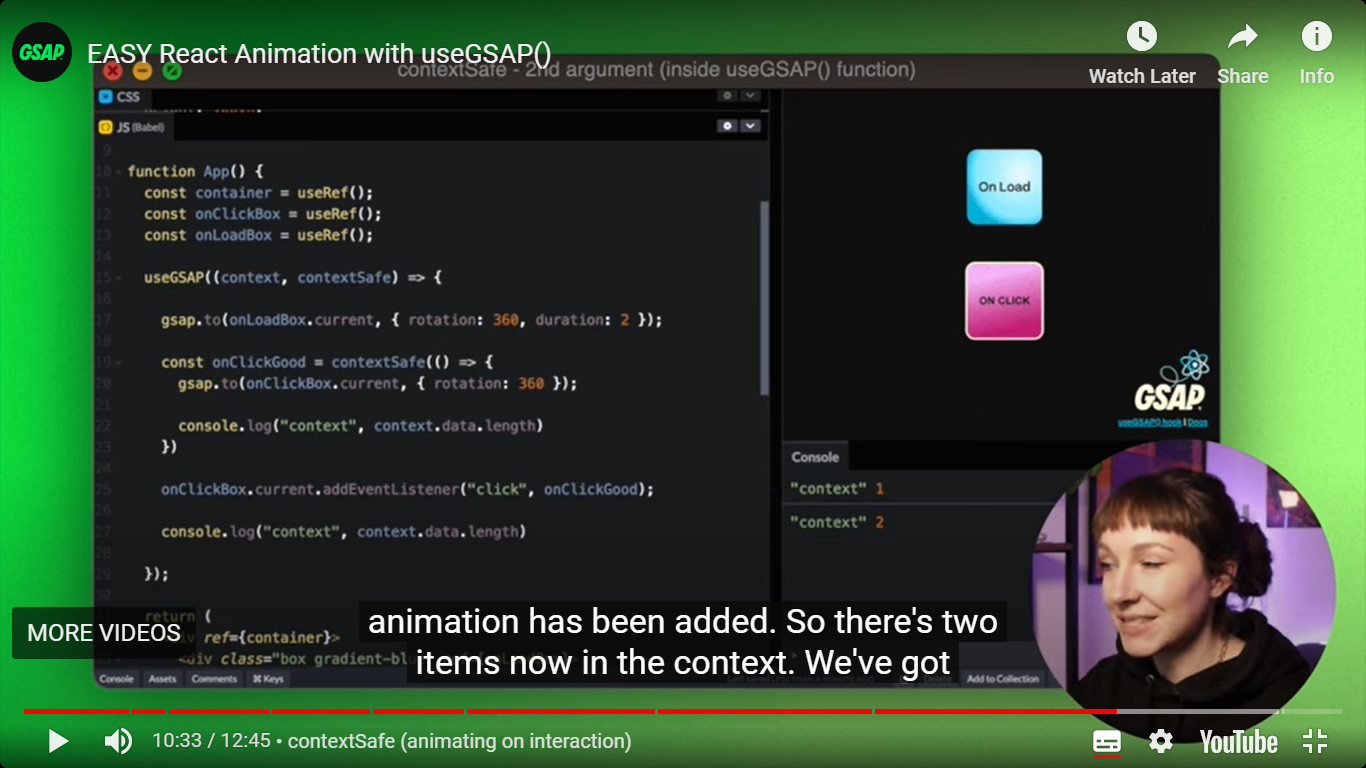 GSAP
EASY React Animation with useGSAP()
Watch Later
Share
Info
contextSafe - 2nd argument (inside useGSAP() function)
CSS
JS (Babel)
9
10 function App() {
11 const container = useRef();
12 const onClickBox = useRef();
13 const onLoadBox = useRef();
15 useGSAP((context, contextSafe) => {
16
17 gsap.to(onLoadBox.current, { rotation: 360, duration: 2 });
18
19 const onClickGood = contextSafe(() => {
20 gsap.to(onClickBox.current, { rotation: 360 });
21
22 console.log("context", context.data.length)
23 })
24
25 onClickBox.current.addEventListener("click", onClickGood);
26
27 console.log("context", context.data.length)
28
29 });
30
return (
ref={container}>
<div class="box gradient-blu
On Load
ON CLICK
GSAP
useGSAP() hook | Docs
Console
"context" 1
"context" 2
MORE VIDEOS
animation has been added. So there's two
items now in the context. We've got
Console
Assets
Comments
⌘ Keys
Delete
Add to Collection
10:33 / 12:45 • contextSafe (animating on interaction)
YouTube